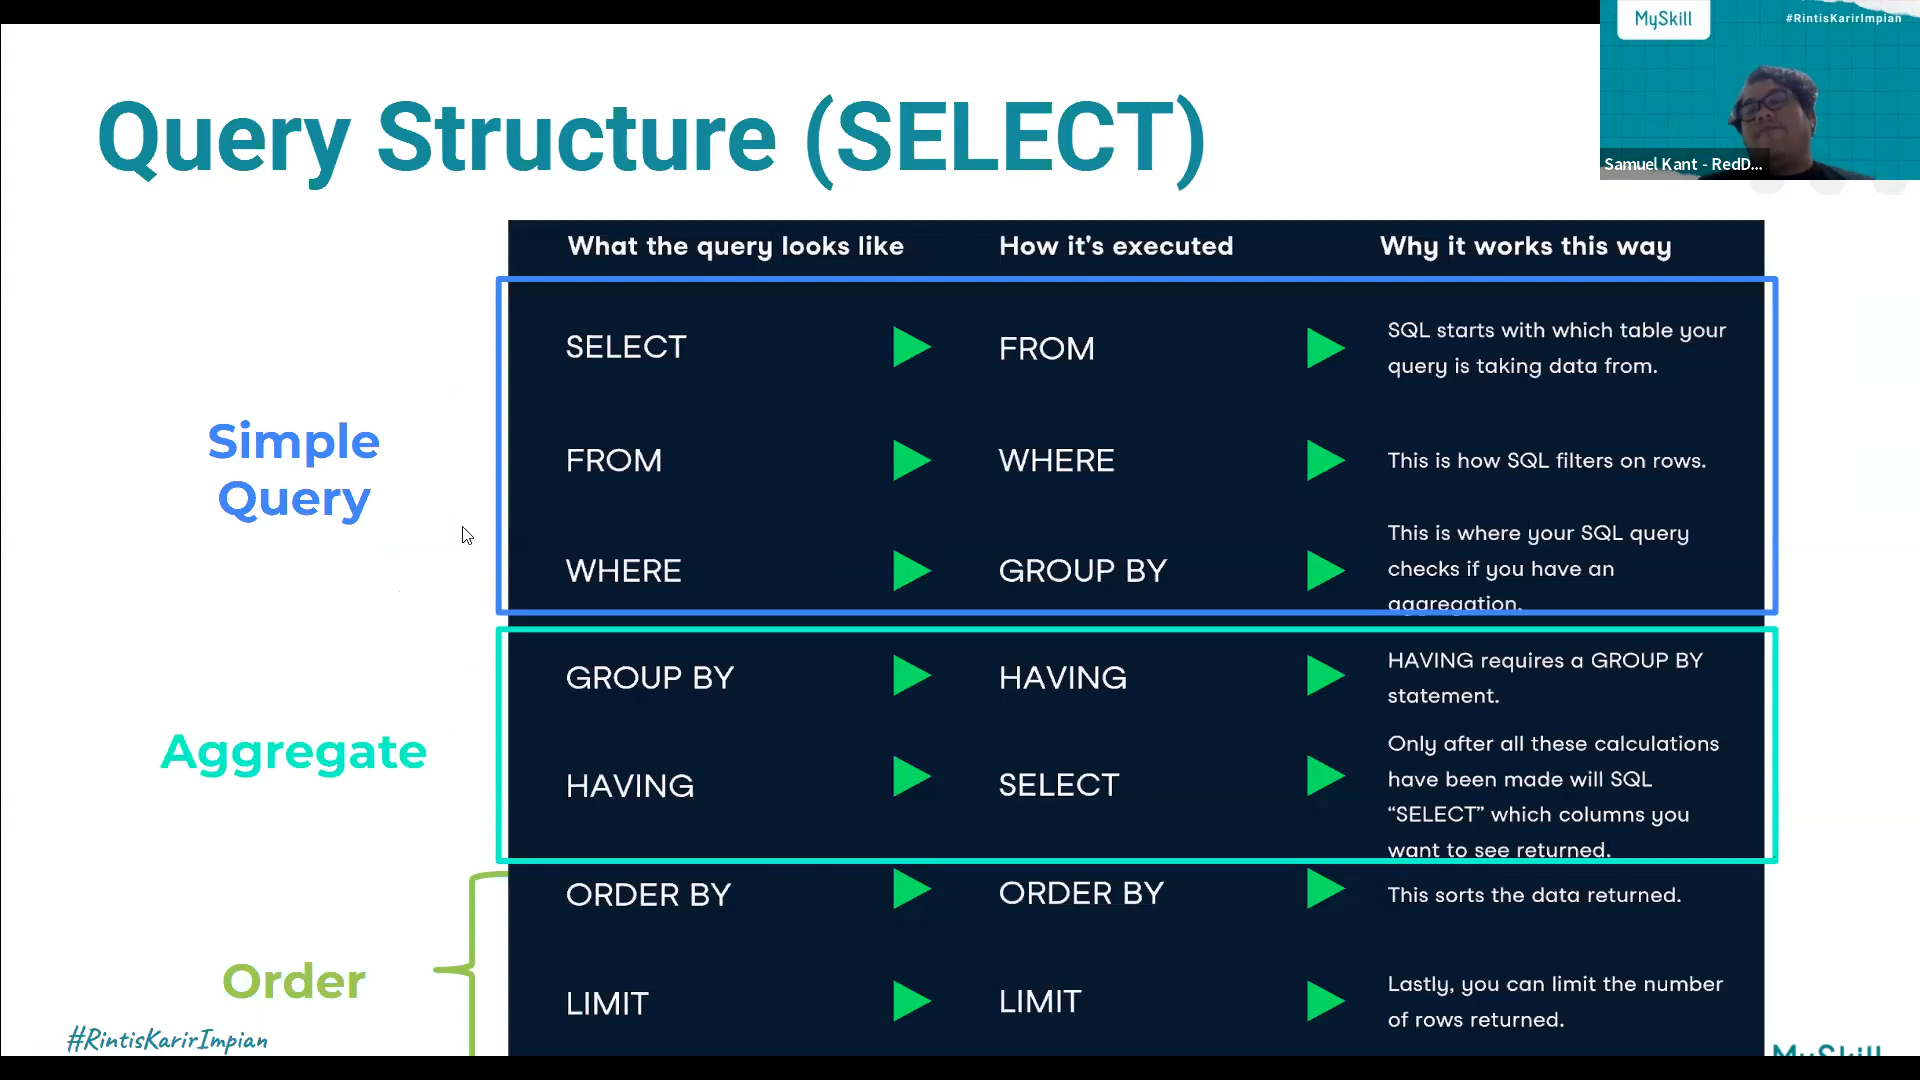 MySkill
#RintisKarirImpian
Samuel Kant - RedD...
Query Structure (SELECT)
What the query looks like
How it's executed
Why it works this way
Simple
Query
SELECT
FROM
SQL starts with which table your
query is taking data from.
FROM
WHERE
This is how SQL filters on rows.
WHERE
GROUP BY
This is where your SQL query
checks if you have an
aggregation.
Aggregate
GROUP BY
HAVING
HAVING requires a GROUP BY
statement.
HAVING
SELECT
Only after all these calculations
have been made will SQL
“SELECT” which columns you
want to see returned.
Order
ORDER BY
ORDER BY
This sorts the data returned.
LIMIT
LIMIT
Lastly, you can limit the number
of rows returned.
#RintisKarirImpian
MySkill